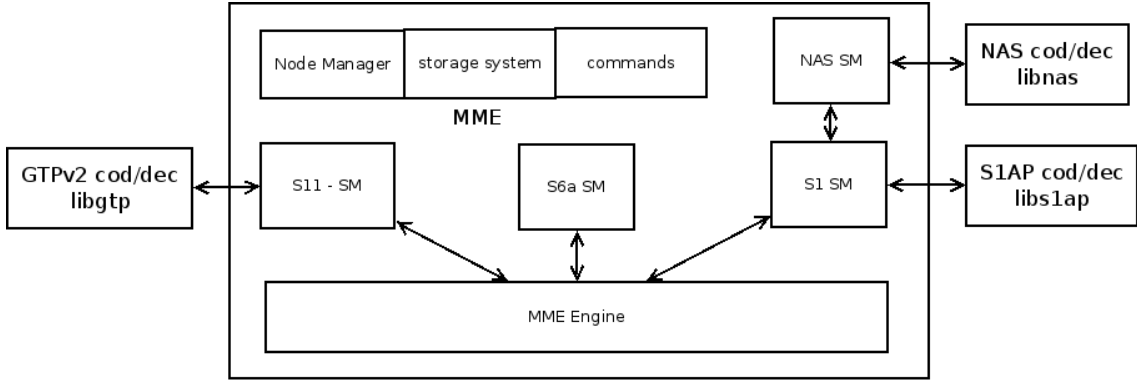 Node Manager
storage system
commands
MME
NAS SM
NAS cod/dec
libnas
GTPv2 cod/dec
libgtp
S11 - SM
S6a SM
S1 SM
S1AP cod/dec
libs1ap
MME Engine